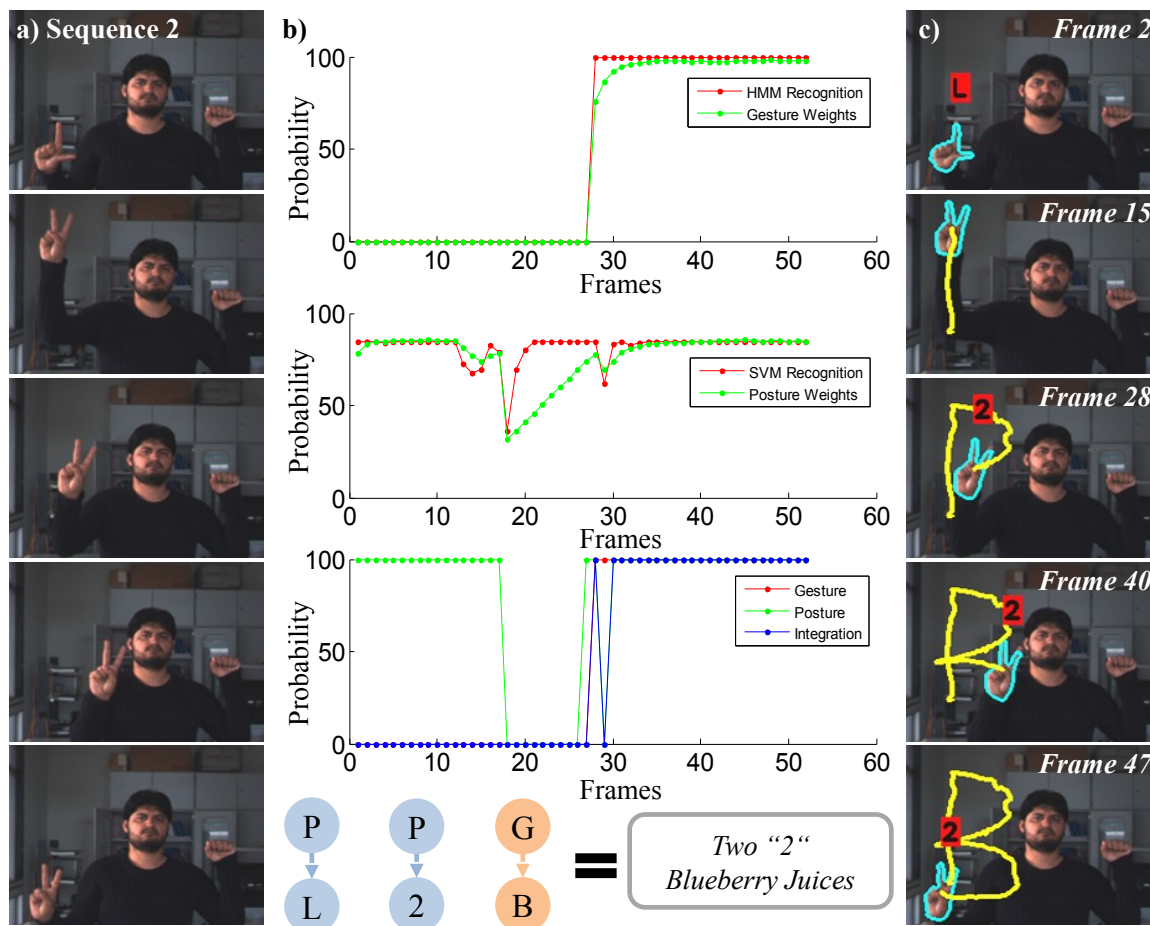 a) Sequence 2
b)
c)
Frame 2
L
Frame 15
Frame 28
2
Frame 40
2
Frame 47
2
100
50
0
Probability
0 10 20 30 40 50 60
Frames
HMM Recognition
Gesture Weights
100
50
0
Probability
0 10 20 30 40 50 60
Frames
SVM Recognition
Posture Weights
100
50
0
Probability
0 10 20 30 40 50 60
Frames
Gesture
Posture
Integration
P P G
L 2 B
=
Two “2“
Blueberry Juices